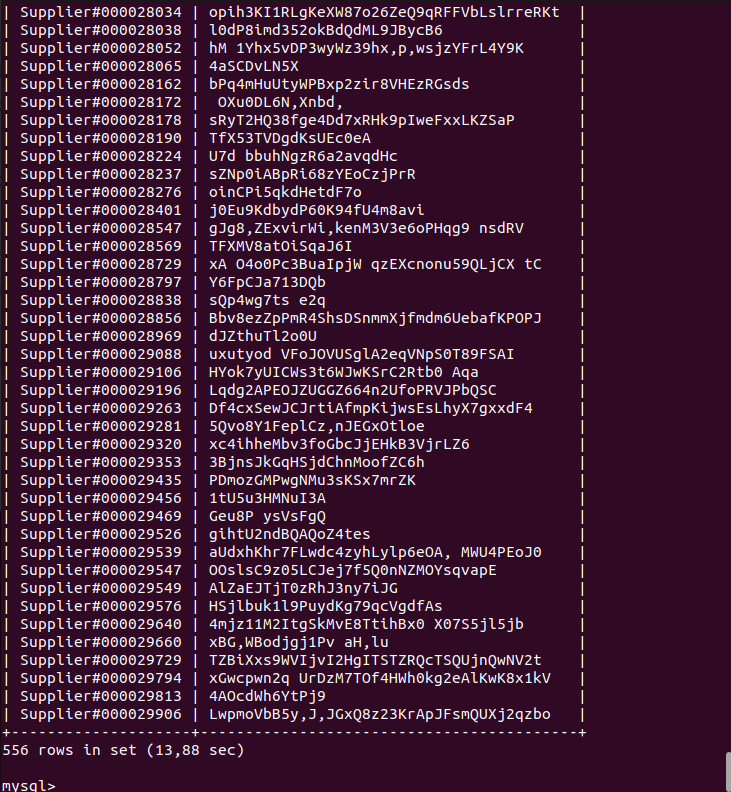 | Supplier#000028034 | opih3KI1RLgKeXW87o26ZeQ9qRFFVbLslrreRKt  |
| Supplier#000028038 | l0dP8imd352okBdQdML9JBycB6               |
| Supplier#000028052 | hM 1Yhx5vDP3wyWz39hx,p,wsjzYFrL4Y9K      |
| Supplier#000028065 | 4aSCDvLN5X                               |
| Supplier#000028162 | bPq4mHuUtyWPBxp2zir8VHEzRGsds            |
| Supplier#000028172 |  OXu0DL6N,Xnbd,                          |
| Supplier#000028178 | sRyT2HQ38fge4Dd7xRHk9pIweFxxLKZSaP       |
| Supplier#000028190 | TfX53TVDgdKsUEc0eA                       |
| Supplier#000028224 | U7d bbuhNgzR6a2avqdHc                    |
| Supplier#000028237 | sZNp0iABpRi68zYEoCzjPrR                  |
| Supplier#000028276 | oinCPi5qkdHetdF7o                        |
| Supplier#000028401 | j0Eu9KdbydP60K94fU4m8avi                 |
| Supplier#000028547 | gJg8,ZExvirWi,kenM3V3e6oPHqg9 nsdRV      |
| Supplier#000028569 | TFXMV8atOiSqaJ6I                         |
| Supplier#000028729 | xA O4o0Pc3BuaIpjW qzEXcnonu59QLjCX tC    |
| Supplier#000028797 | Y6FpCJa713DQb                            |
| Supplier#000028838 | sQp4wg7ts e2q                            |
| Supplier#000028856 | Bbv8ezZpPmR4ShsDSnmmXjfmdm6UebafKPOPJ    |
| Supplier#000028969 | dJZthuTl2o0U                             |
| Supplier#000029088 | uxutyod VFoJOVUSglA2eqVNpS0T89FSAI       |
| Supplier#000029106 | HYok7yUICWs3t6WJwKSrC2Rtb0 Aqa           |
| Supplier#000029196 | Lqdg2APEOJZUGGZ664n2UfoPRVJPbQSC         |
| Supplier#000029263 | Df4cxSewJCJrtiAfmpKijwsEsLhyX7gxxdF4     |
| Supplier#000029281 | 5Qvo8Y1FeplCz,nJEGxOtloe                 |
| Supplier#000029320 | xc4ihheMbv3foGbcJjEHkB3VjrLZ6            |
| Supplier#000029353 | 3BjnsJkGqHSjdChnMoofZC6h                 |
| Supplier#000029435 | PDmozGMPwgNMu3sKSx7mrZK                  |
| Supplier#000029456 | 1tU5u3HMNuI3A                            |
| Supplier#000029469 | Geu8P ysVsFgQ                            |
| Supplier#000029526 | gihtU2ndBQAQoZ4tes                       |
| Supplier#000029539 | aUdxhKhr7FLwdc4zyhLylp6eOA, MWU4PEoJ0    |
| Supplier#000029547 | OOslsC9z05LCJej7f5Q0nNZMOYsqvapE         |
| Supplier#000029549 | AlZaEJTjT0zRhJ3ny7iJG                    |
| Supplier#000029576 | HSjlbuk1l9PuydKg79qcVgdfAs               |
| Supplier#000029640 | 4mjz11M2ItgSkMvE8TtihBx0 X07S5jl5jb      |
| Supplier#000029660 | xBG,WBodjgj1Pv aH,lu                     |
| Supplier#000029729 | TZBiXxs9WVIjvI2HgITSTZRQcTSQUjnQwNV2t    |
| Supplier#000029794 | xGwcpwn2q UrDzM7TOf4HWh0kg2eAlKwK8x1kV   |
| Supplier#000029813 | 4AOcdWh6YtPj9                            |
| Supplier#000029906 | LwpmoVbB5y,J,JGxQ8z23KrApJFsmQUXj2qzbo   |
+--------------------+------------------------------------------+
556 rows in set (13,88 sec)
mysql>